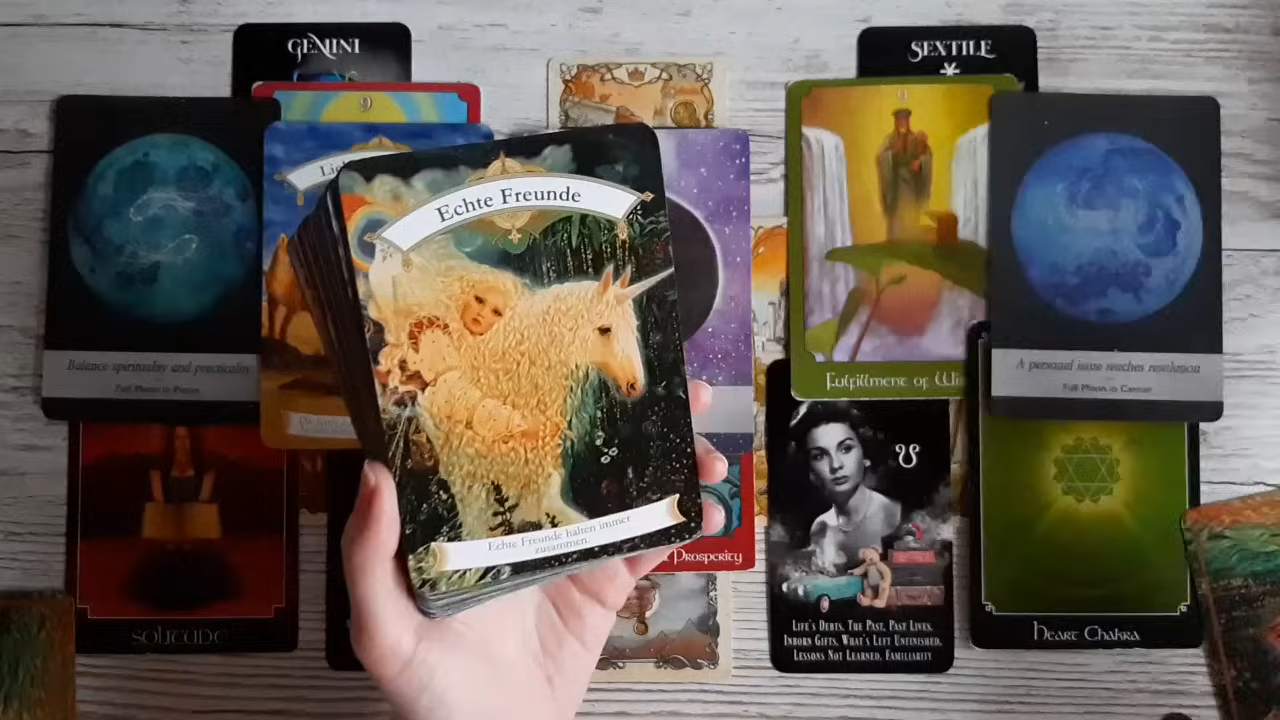 GEMINI
SEXTILE
9
9
Echte Freunde
Balance spirituality and practicality
Full Moon in Pisces
Fulfillment of
A personal issue reaches resolution
Full Moon in Cancer
Echte Freunde halten immer
zusammen.
Prosperity
SOLITUDE
Life's Debts, The Past, Past Lives,
Inborn Gifts, What's Left Unfinished,
Lessons Not Learned, Familiarity
Heart Chakra